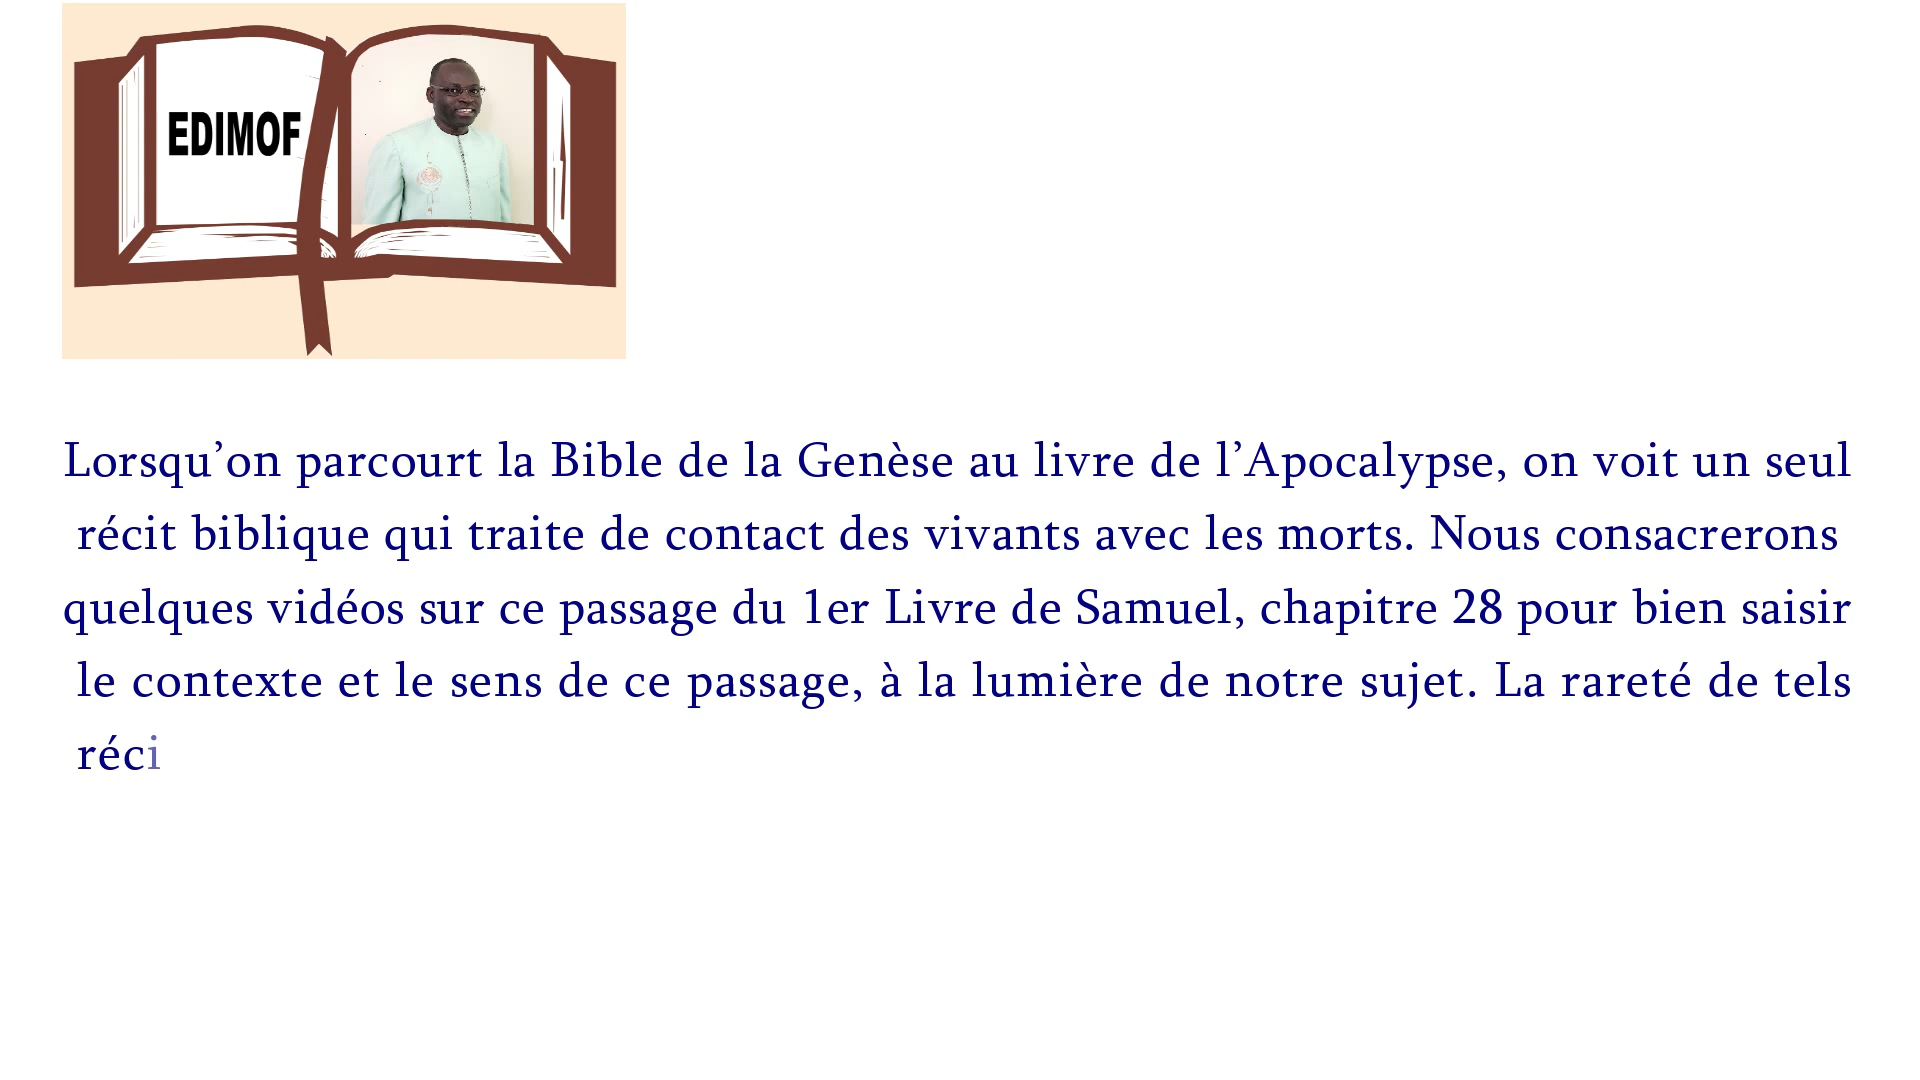 EDIMOF
Lorsqu’on parcourt la Bible de la Genèse au livre de l’Apocalypse, on voit un seul
récit biblique qui traite de contact des vivants avec les morts. Nous consacrerons
quelques vidéos sur ce passage du 1er Livre de Samuel, chapitre 28 pour bien saisir
le contexte et le sens de ce passage, à la lumière de notre sujet. La rareté de tels
réci